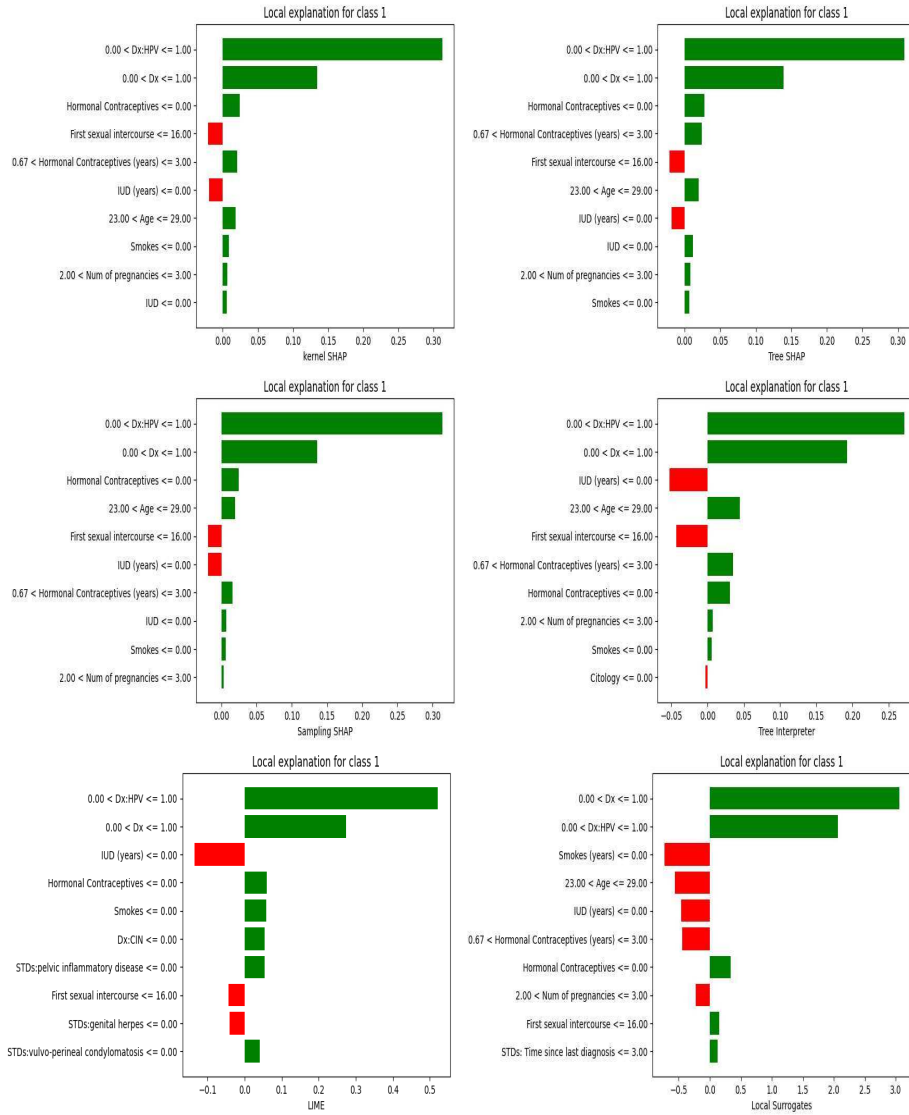 Local explanation for class 1
0.00 < Dx:HPV <= 1.00
0.00 < Dx <= 1.00
Hormonal Contraceptives <= 0.00
First sexual intercourse <= 16.00
0.67 < Hormonal Contraceptives (years) <= 3.00
IUD (years) <= 0.00
23.00 < Age <= 29.00
Smokes <= 0.00
2.00 < Num of pregnancies <= 3.00
IUD <= 0.00
0.00 0.05 0.10 0.15 0.20 0.25 0.30
kernel SHAP
Local explanation for class 1
0.00 < Dx:HPV <= 1.00
0.00 < Dx <= 1.00
Hormonal Contraceptives <= 0.00
0.67 < Hormonal Contraceptives (years) <= 3.00
First sexual intercourse <= 16.00
23.00 < Age <= 29.00
IUD (years) <= 0.00
IUD <= 0.00
2.00 < Num of pregnancies <= 3.00
Smokes <= 0.00
0.00 0.05 0.10 0.15 0.20 0.25 0.30
Tree SHAP
Local explanation for class 1
0.00 < Dx:HPV <= 1.00
0.00 < Dx <= 1.00
Hormonal Contraceptives <= 0.00
23.00 < Age <= 29.00
First sexual intercourse <= 16.00
IUD (years) <= 0.00
0.67 < Hormonal Contraceptives (years) <= 3.00
IUD <= 0.00
Smokes <= 0.00
2.00 < Num of pregnancies <= 3.00
0.00 0.05 0.10 0.15 0.20 0.25 0.30
Sampling SHAP
Local explanation for class 1
0.00 < Dx:HPV <= 1.00
0.00 < Dx <= 1.00
IUD (years) <= 0.00
23.00 < Age <= 29.00
First sexual intercourse <= 16.00
0.67 < Hormonal Contraceptives (years) <= 3.00
Hormonal Contraceptives <= 0.00
2.00 < Num of pregnancies <= 3.00
Smokes <= 0.00
Citology <= 0.00
−0.05 0.00 0.05 0.10 0.15 0.20 0.25
Tree Interpreter
Local explanation for class 1
0.00 < Dx:HPV <= 1.00
0.00 < Dx <= 1.00
IUD (years) <= 0.00
Hormonal Contraceptives <= 0.00
Smokes <= 0.00
Dx:CIN <= 0.00
STDs:pelvic inflammatory disease <= 0.00
First sexual intercourse <= 16.00
STDs:genital herpes <= 0.00
STDs:vulvo-perineal condylomatosis <= 0.00
−0.1 0.0 0.1 0.2 0.3 0.4 0.5
LIME
Local explanation for class 1
0.00 < Dx <= 1.00
0.00 < Dx:HPV <= 1.00
Smokes (years) <= 0.00
23.00 < Age <= 29.00
IUD (years) <= 0.00
0.67 < Hormonal Contraceptives (years) <= 3.00
Hormonal Contraceptives <= 0.00
2.00 < Num of pregnancies <= 3.00
First sexual intercourse <= 16.00
STDs: Time since last diagnosis <= 3.00
−0.5 0.0 0.5 1.0 1.5 2.0 2.5 3.0
Local Surrogates